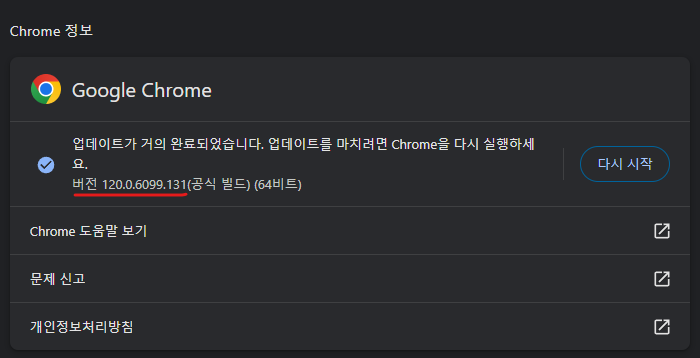 Chrome 정보
Google Chrome
업데이트가 거의 완료되었습니다. 업데이트를 마치려면 Chrome을 다시 실행하세
요.
버전 120.0.6099.131(공식 빌드) (64비트)
다시 시작
Chrome 도움말 보기
문제 신고
개인정보처리방침